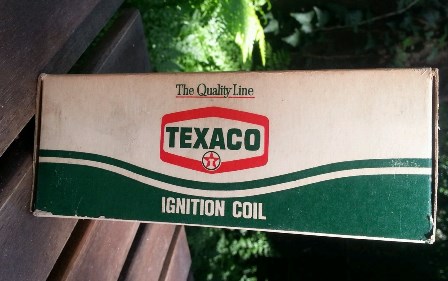 The Quality Line
TEXACO
T
IGNITION COIL